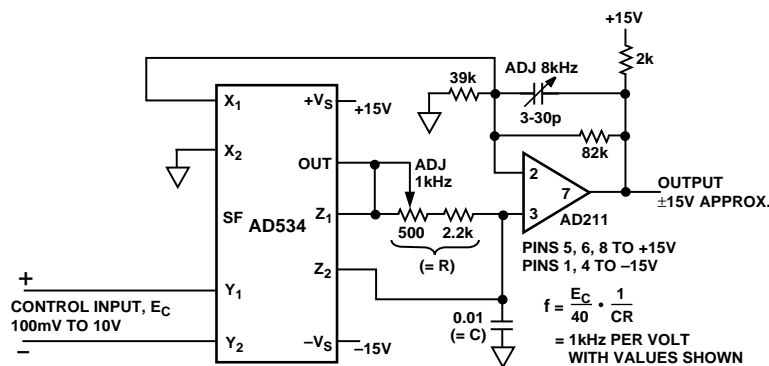 +15V
39k
ADJ 8kHz
2k
3-30p
X1
+VS
+15V
X2
82k
OUT
ADJ
1kHz
2
7
OUTPUT
±15V APPROX.
SF
AD534
Z1
3
AD211
500
2.2k
(= R)
PINS 5, 6, 8 TO +15V
PINS 1, 4 TO –15V
Z2
+
CONTROL INPUT, EC
100mV TO 10V
–
Y1
Y2
0.01
(= C)
–VS
–15V
f = EC/40 • 1/CR
= 1kHz PER VOLT
WITH VALUES SHOWN